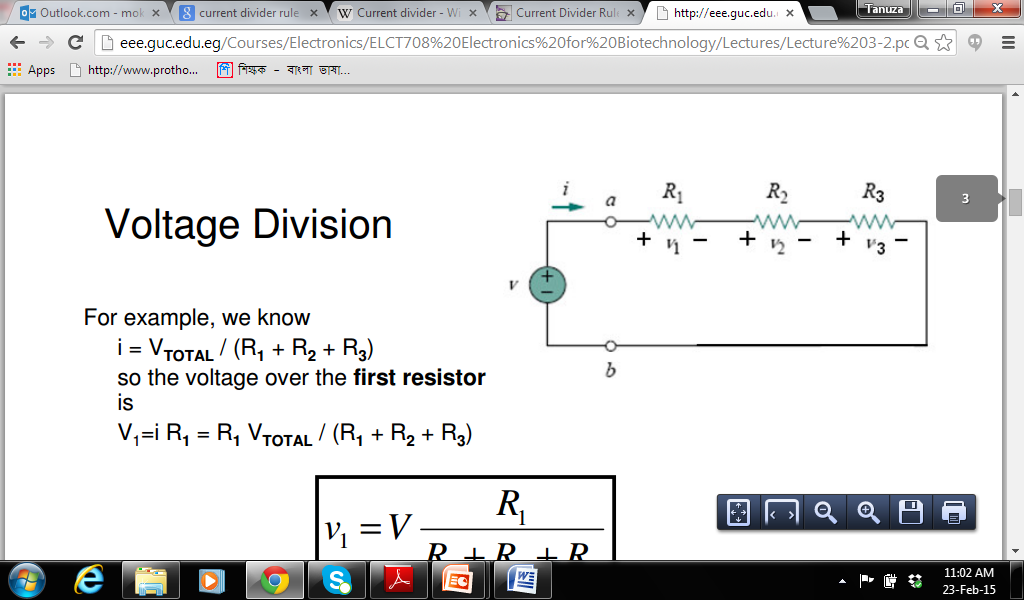 Outlook.com - mok
current divider rule
Current divider - Wi
Current Divider Rul
http://eee.guc.edu.
Tanuza
eee.guc.edu.eg/Courses/Electronics/ELCT708%20Electronics%20for%20Biotechnology/Lectures/Lecture%203-2.pc
Apps
http://www.protho...
শি শিক্ষক - বাংলা ভাষা...
3
Voltage Division
i a R₁ R₂ R₃
+ v₁ − + v₂ − + v₃ −
v + −
b
For example, we know
i = V_TOTAL / (R₁ + R₂ + R₃)
so the voltage over the first resistor
is
V₁=i R₁ = R₁ V_TOTAL / (R₁ + R₂ + R₃)
v₁ = V R₁
R + R + R
11:02 AM
23-Feb-15